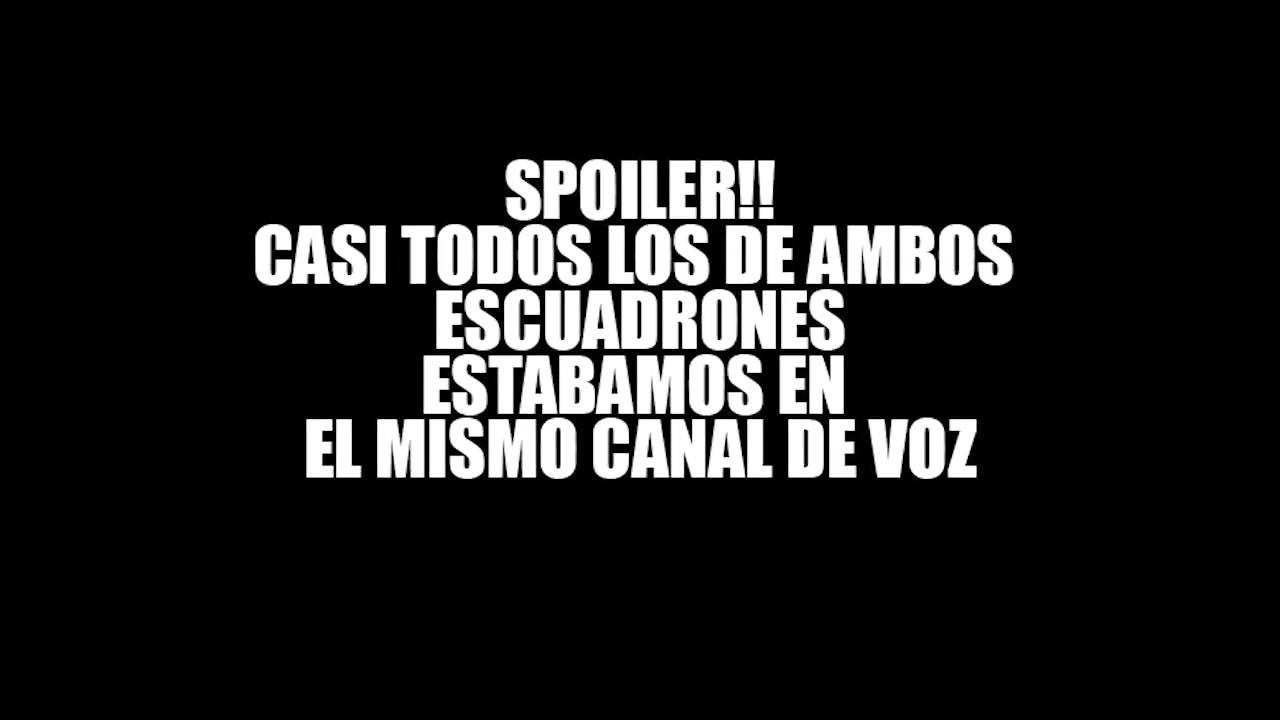 SPOILER!!
CASI TODOS LOS DE AMBOS
ESCUADRONES
ESTABAMOS EN
EL MISMO CANAL DE VOZ